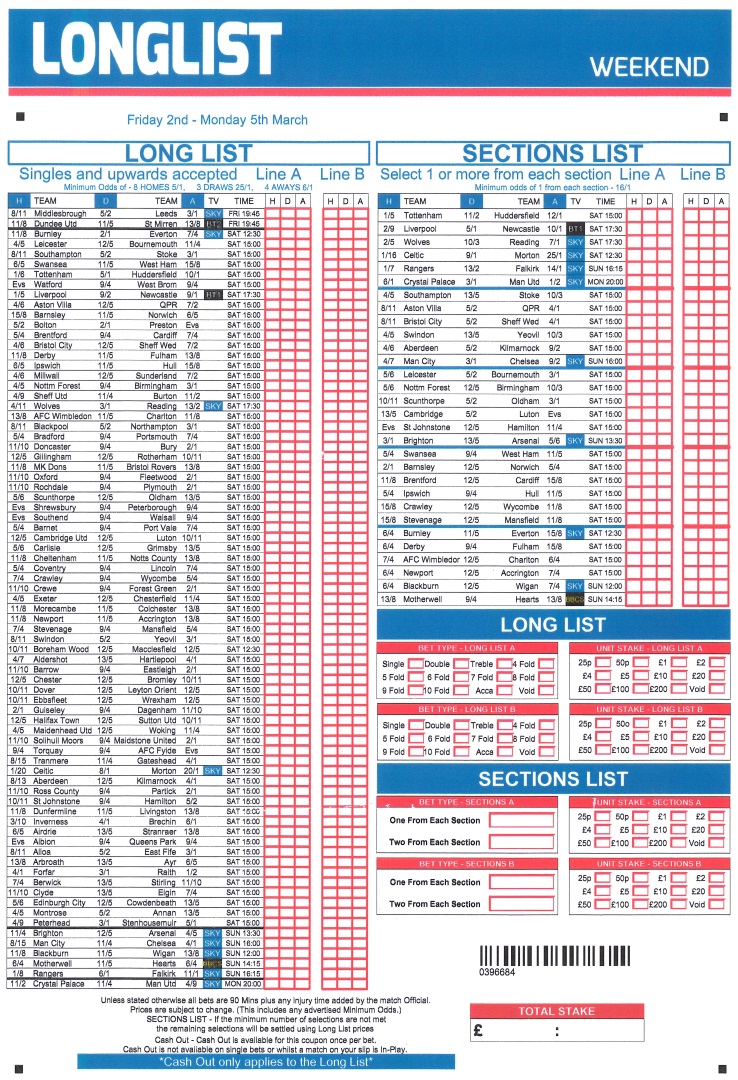 LONGLIST
WEEKEND
Friday 2nd - Monday 5th March
LONG LIST
Singles and upwards accepted Line A Line B
Minimum Odds of - 8 HOMES 5/1, 3 DRAWS 25/1, 4 AWAYS 6/1
H TEAM D TEAM A TV TIME H D A H D A
8/11 Middlesbrough 5/2 Leeds 3/1 SKY FRI 19:45
11/8 Dundee Utd 11/5 St Mirren 13/8 FRI 19:45
11/8 Burnley 2/1 Everton 7/4 SKY SAT 12:30
4/5 Leicester 12/5 Bournemouth 11/4 SAT 15:00
8/11 Southampton 5/2 Stoke 3/1 SAT 15:00
6/5 Swansea 11/5 West Ham 15/8 SAT 15:00
1/6 Tottenham 5/1 Huddersfield 10/1 SAT 15:00
Evs Watford 9/4 West Brom 9/4 SAT 15:00
1/5 Liverpool 9/2 Newcastle 9/1 BT1 SAT 17:30
4/6 Aston Villa 12/5 QPR 7/2 SAT 15:00
15/8 Barnsley 11/5 Norwich 6/5 SAT 15:00
5/2 Bolton 2/1 Preston Evs SAT 15:00
5/4 Brentford 9/4 Cardiff 7/4 SAT 15:00
4/6 Bristol City 12/5 Sheff Wed 7/2 SAT 15:00
11/8 Derby 11/5 Fulham 13/8 SAT 15:00
6/5 Ipswich 11/5 Hull 15/8 SAT 15:00
4/6 Millwall 12/5 Sunderland 7/2 SAT 15:00
4/5 Nottm Forest 9/4 Birmingham 3/1 SAT 15:00
4/9 Sheff Utd 11/4 Burton 11/2 SAT 15:00
4/11 Wolves 3/1 Reading 13/2 SKY SAT 17:30
13/8 AFC Wimbledon 11/5 Charlton 11/8 SAT 15:00
8/11 Blackpool 5/2 Northampton 3/1 SAT 15:00
5/4 Bradford 9/4 Portsmouth 7/4 SAT 15:00
11/10 Doncaster 9/4 Bury 2/1 SAT 15:00
12/5 Gillingham 12/5 Rotherham 10/11 SAT 15:00
11/8 MK Dons 11/5 Bristol Rovers 13/8 SAT 15:00
11/10 Oxford 9/4 Fleetwood 2/1 SAT 15:00
11/10 Rochdale 9/4 Plymouth 2/1 SAT 15:00
5/6 Scunthorpe 12/5 Oldham 13/5 SAT 15:00
Evs Shrewsbury 9/4 Peterborough 9/4 SAT 15:00
Evs Southend 9/4 Walsall 9/4 SAT 15:00
5/4 Barnet 9/4 Port Vale 7/4 SAT 15:00
12/5 Cambridge Utd 12/5 Luton 10/11 SAT 15:00
5/6 Carlisle 12/5 Grimsby 13/5 SAT 15:00
11/8 Cheltenham 11/5 Notts County 13/8 SAT 15:00
5/4 Coventry 9/4 Lincoln 7/4 SAT 15:00
7/4 Crawley 9/4 Wycombe 5/4 SAT 15:00
11/10 Crewe 9/4 Forest Green 2/1 SAT 15:00
4/5 Exeter 12/5 Chesterfield 11/4 SAT 15:00
11/8 Morecambe 11/5 Colchester 13/8 SAT 15:00
11/8 Newport 11/5 Accrington 13/8 SAT 15:00
7/4 Stevenage 9/4 Mansfield 5/4 SAT 15:00
8/11 Swindon 5/2 Yeovil 3/1 SAT 15:00
10/11 Boreham Wood 12/5 Macclesfield 12/5 SAT 12:30
4/7 Aldershot 13/5 Hartlepool 4/1 SAT 15:00
11/10 Barrow 9/4 Eastleigh 2/1 SAT 15:00
12/5 Chester 12/5 Bromley 10/11 SAT 15:00
10/11 Dover 12/5 Leyton Orient 12/5 SAT 15:00
10/11 Ebbsfleet 12/5 Wrexham 12/5 SAT 15:00
2/1 Guiseley 9/4 Dagenham 11/10 SAT 15:00
12/5 Halifax Town 12/5 Sutton Utd 10/11 SAT 15:00
4/5 Maidenhead Utd 12/5 Woking 11/4 SAT 15:00
11/10 Solihull Moors 9/4 Maidstone United 2/1 SAT 15:00
9/4 Torquay 9/4 AFC Fylde Evs SAT 15:00
8/15 Tranmere 11/4 Gateshead 4/1 SAT 15:00
1/20 Celtic 8/1 Morton 20/1 SKY SAT 12:30
8/13 Aberdeen 12/5 Kilmarnock 4/1 SAT 15:00
11/10 Ross County 9/4 Partick 2/1 SAT 15:00
10/11 St Johnstone 9/4 Hamilton 5/2 SAT 15:00
11/8 Dunfermline 11/5 Livingston 13/8 SAT 15:00
3/10 Inverness 4/1 Brechin 6/1 SAT 15:00
6/5 Airdrie 13/5 Stranraer 13/8 SAT 15:00
Evs Albion 9/4 Queens Park 9/4 SAT 15:00
8/11 Alloa 5/2 East Fife 3/1 SAT 15:00
13/8 Arbroath 13/5 Ayr 6/5 SAT 15:00
4/1 Forfar 3/1 Raith 1/2 SAT 15:00
7/4 Berwick 13/5 Stirling 11/10 SAT 15:00
11/10 Clyde 13/5 Elgin 7/4 SAT 15:00
5/6 Edinburgh City 12/5 Cowdenbeath 13/5 SAT 15:00
4/5 Montrose 5/2 Annan 13/5 SAT 15:00
4/9 Peterhead 3/1 Stenhousemuir 5/1 SAT 15:00
11/4 Brighton 12/5 Arsenal 4/5 SKY SUN 13:30
8/15 Man City 11/4 Chelsea 4/1 SKY SUN 16:00
11/8 Blackburn 11/5 Wigan 13/8 SKY SUN 12:00
6/4 Motherwell 11/5 Hearts 6/4 SUN 14:15
1/8 Rangers 6/1 Falkirk 11/1 SKY SUN 16:15
11/2 Crystal Palace 11/4 Man Utd 4/9 SKY MON 20:00
SECTIONS LIST
Select 1 or more from each section Line A Line B
Minimum odds of 1 from each section - 16/1
H TEAM D TEAM A TV TIME H D A H D A
1/5 Tottenham 11/2 Huddersfield 12/1 SAT 15:00
2/9 Liverpool 5/1 Newcastle 10/1 BT1 SAT 17:30
2/5 Wolves 10/3 Reading 7/1 SKY SAT 17:30
1/16 Celtic 9/1 Morton 25/1 SKY SAT 12:30
1/7 Rangers 13/2 Falkirk 14/1 SKY SUN 16:15
6/1 Crystal Palace 3/1 Man Utd 1/2 SKY MON 20:00
4/5 Southampton 13/5 Stoke 10/3 SAT 15:00
8/11 Aston Villa 5/2 QPR 4/1 SAT 15:00
8/11 Bristol City 5/2 Sheff Wed 4/1 SAT 15:00
4/5 Swindon 13/5 Yeovil 10/3 SAT 15:00
4/6 Aberdeen 5/2 Kilmarnock 9/2 SAT 15:00
4/7 Man City 3/1 Chelsea 9/2 SKY SUN 16:00
5/6 Leicester 5/2 Bournemouth 3/1 SAT 15:00
5/6 Nottm Forest 12/5 Birmingham 10/3 SAT 15:00
10/11 Scunthorpe 5/2 Oldham 3/1 SAT 15:00
13/5 Cambridge 5/2 Luton Evs SAT 15:00
Evs St Johnstone 12/5 Hamilton 11/4 SAT 15:00
3/1 Brighton 13/5 Arsenal 5/6 SKY SUN 13:30
5/4 Swansea 9/4 West Ham 11/5 SAT 15:00
2/1 Barnsley 12/5 Norwich 5/4 SAT 15:00
11/8 Brentford 12/5 Cardiff 15/8 SAT 15:00
5/4 Ipswich 9/4 Hull 11/5 SAT 15:00
15/8 Crawley 12/5 Wycombe 11/8 SAT 15:00
15/8 Stevenage 12/5 Mansfield 11/8 SAT 15:00
6/4 Burnley 11/5 Everton 15/8 SKY SAT 12:30
6/4 Derby 9/4 Fulham 15/8 SAT 15:00
7/4 AFC Wimbledor 12/5 Charlton 6/4 SAT 15:00
6/4 Newport 12/5 Accrington 7/4 SAT 15:00
6/4 Blackburn 12/5 Wigan 7/4 SKY SUN 12:00
13/8 Motherwell 9/4 Hearts 13/8 SUN 14:15
LONG LIST
BET TYPE - LONG LIST A
Single Double Treble 4 Fold
5 Fold 6 Fold 7 Fold 8 Fold
9 Fold 10 Fold Acca Void
UNIT STAKE - LONG LIST A
25p 50p £1 £2
£4 £5 £10 £20
£50 £100 £200 Void
BET TYPE - LONG LIST B
Single Double Treble 4 Fold
5 Fold 6 Fold 7 Fold 8 Fold
9 Fold 10 Fold Acca Void
UNIT STAKE - LONG LIST B
25p 50p £1 £2
£4 £5 £10 £20
£50 £100 £200 Void
SECTIONS LIST
BET TYPE - SECTIONS A
One From Each Section
Two From Each Section
UNIT STAKE - SECTIONS A
25p 50p £1 £2
£4 £5 £10 £20
£50 £100 £200 Void
BET TYPE - SECTIONS B
One From Each Section
Two From Each Section
UNIT STAKE - SECTIONS B
25p 50p £1 £2
£4 £5 £10 £20
£50 £100 £200 Void
0396684
TOTAL STAKE
£ :
Unless stated otherwise all bets are 90 Mins plus any injury time added by the match Official.
Prices are subject to change. (This includes any advertised Minimum Odds.)
SECTIONS LIST - If the minimum number of selections are not met
the remaining selections will be settled using Long List prices
Cash Out - Cash Out is available for this coupon once per bet.
Cash Out is not available on single bets or whilst a match on your slip is In-Play.
*Cash Out only applies to the Long List*